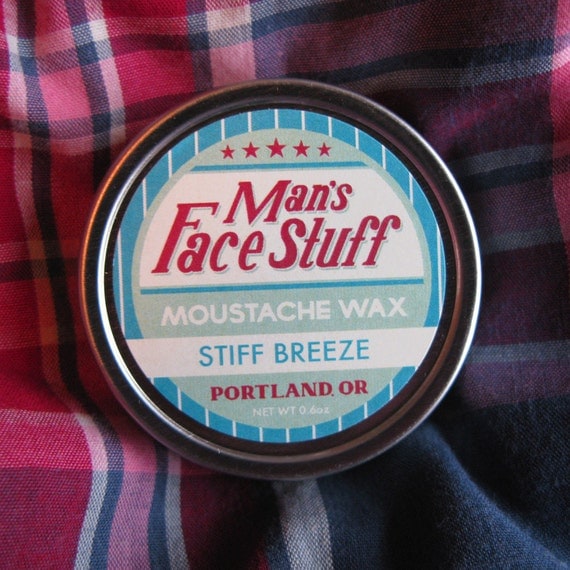 Man's
Face Stuff
MOUSTACHE WAX
STIFF BREEZE
PORTLAND, OR
NET WT 0.6oz